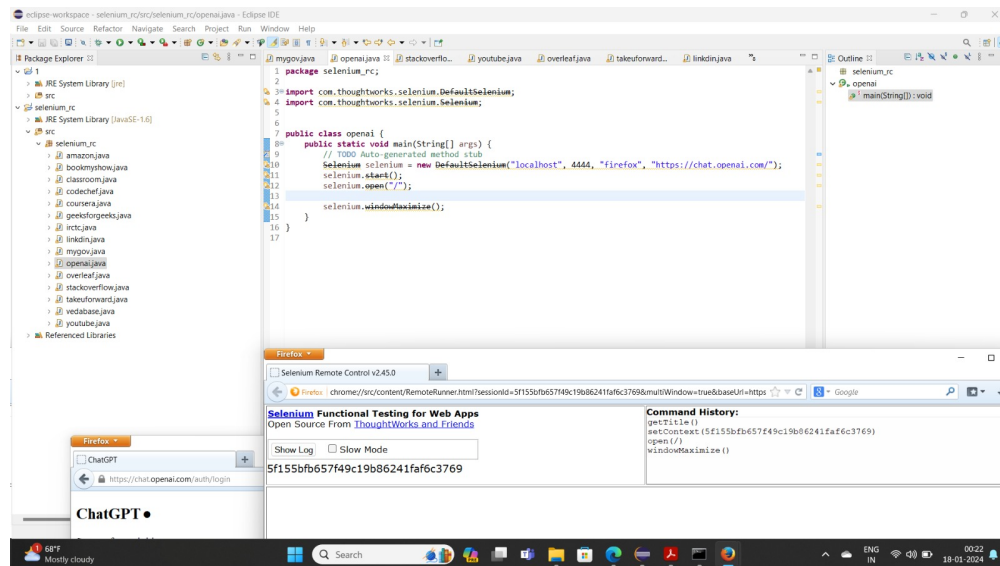 eclipse-workspace - selenium_rc/src/selenium_rc/openai.java - Eclipse IDE
File Edit Source Refactor Navigate Search Project Run Window Help
Package Explorer
mygov.java openai.java stackoverflo... youtube.java overleaf.java takeuforward... linkdin.java
Outline
1
JRE System Library [jre]
src
selenium_rc
JRE System Library [JavaSE-1.6]
src
selenium_rc
amazon.java
bookmyshow.java
classroom.java
codechef.java
coursera.java
geeksforgeeks.java
irctc.java
linkdin.java
mygov.java
openai.java
overleaf.java
stackoverflow.java
takeuforward.java
vedabase.java
youtube.java
Referenced Libraries
1 package selenium_rc;
2
3 import com.thoughtworks.selenium.DefaultSelenium;
4 import com.thoughtworks.selenium.Selenium;
5
6
7 public class openai {
8 public static void main(String[] args) {
9 // TODO Auto-generated method stub
10 Selenium selenium = new DefaultSelenium("localhost", 4444, "firefox", "https://chat.openai.com/");
11 selenium.start();
12 selenium.open("/");
13
14 selenium.windowMaximize();
15 }
16 }
17
selenium_rc
openai
main(String[]) : void
Firefox
Selenium Remote Control v2.45.0
Firefox chrome://src/content/RemoteRunner.html?sessionId=5f155bfb657f49c19b86241faf6c3769&multiWindow=true&baseUrl=https
Google
Selenium Functional Testing for Web Apps
Open Source From ThoughtWorks and Friends
Show Log Slow Mode
5f155bfb657f49c19b86241faf6c3769
Command History:
getTitle()
setContext(5f155bfb657f49c19b86241faf6c3769)
open(/)
windowMaximize()
Firefox
ChatGPT
https://chat.openai.com/auth/login
ChatGPT●
68°F
Mostly cloudy
Search
ENG
IN
00:22
18-01-2024